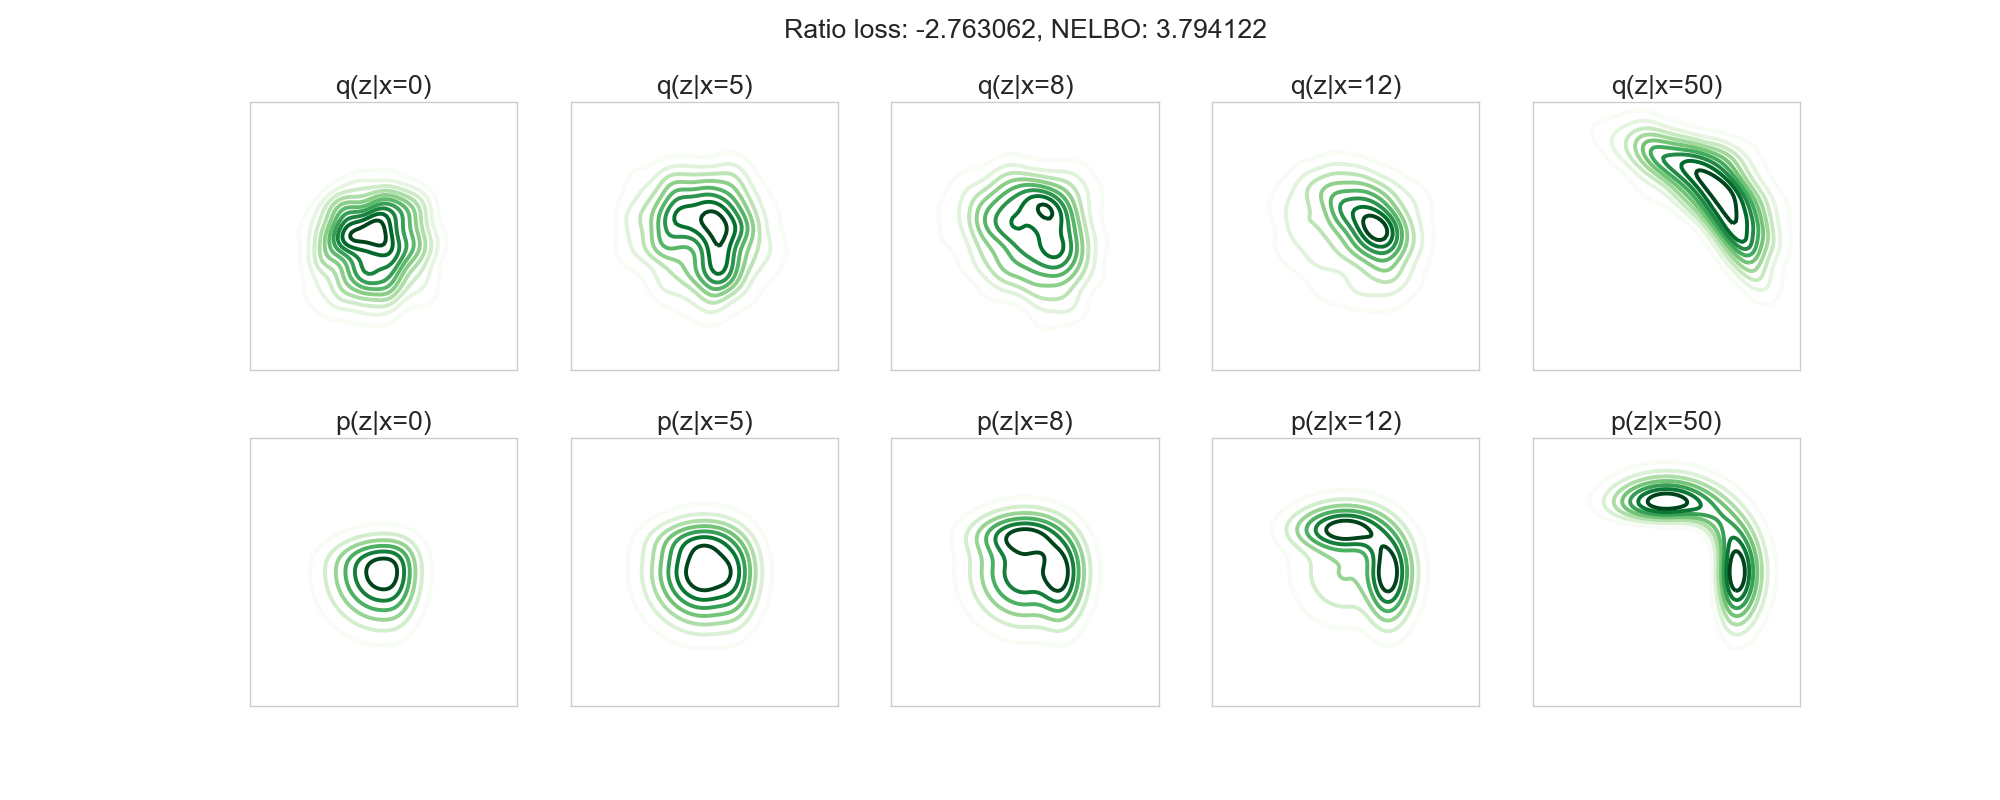 Ratio loss: -2.763062, NELBO: 3.794122
q(z|x=0) q(z|x=5) q(z|x=8) q(z|x=12) q(z|x=50)
p(z|x=0) p(z|x=5) p(z|x=8) p(z|x=12) p(z|x=50)